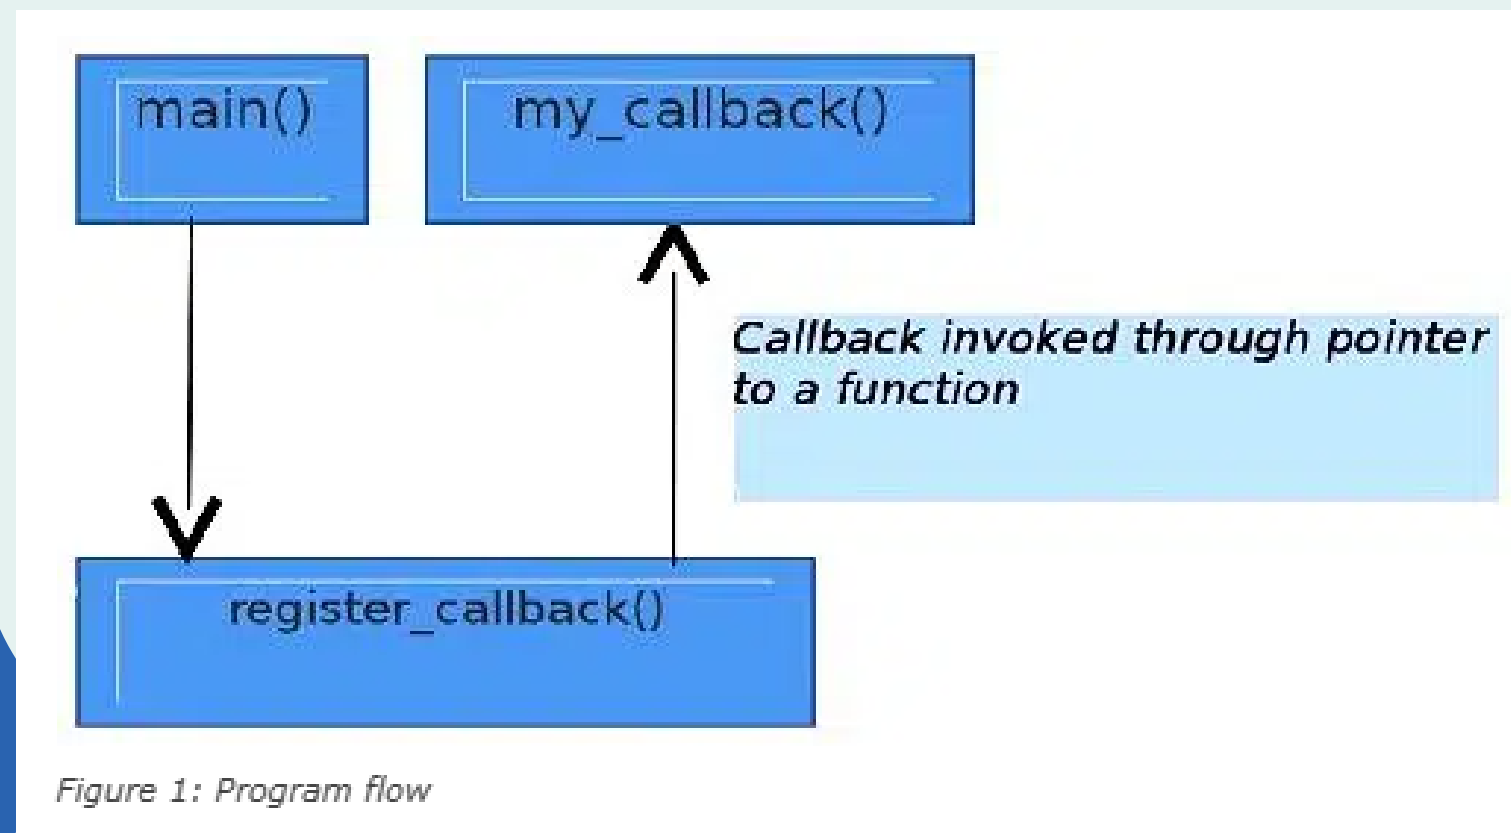 main()
my_callback()
Callback invoked through pointer
to a function
register_callback()
Figure 1: Program flow